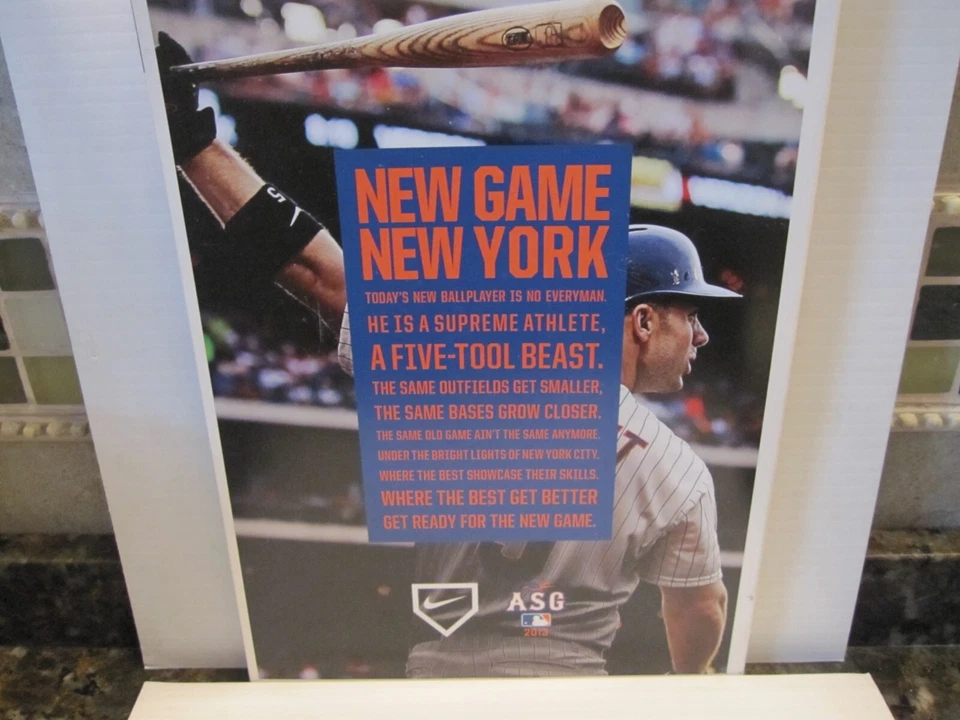 5
NEW GAME
NEW YORK
TODAY'S NEW BALLPLAYER IS NO EVERYMAN.
HE IS A SUPREME ATHLETE,
A FIVE-TOOL BEAST.
THE SAME OUTFIELDS GET SMALLER,
THE SAME BASES GROW CLOSER.
THE SAME OLD GAME AIN'T THE SAME ANYMORE.
UNDER THE BRIGHT LIGHTS OF NEW YORK CITY.
WHERE THE BEST SHOWCASE THEIR SKILLS.
WHERE THE BEST GET BETTER
GET READY FOR THE NEW GAME.
ASG
2013